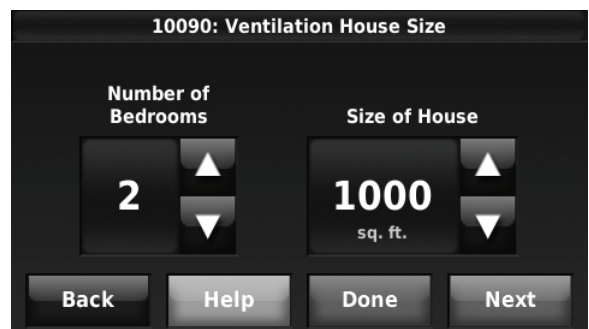 10090: Ventilation House Size
Number of
Bedrooms
Size of House
2
1000
sq. ft.
Back
Help
Done
Next